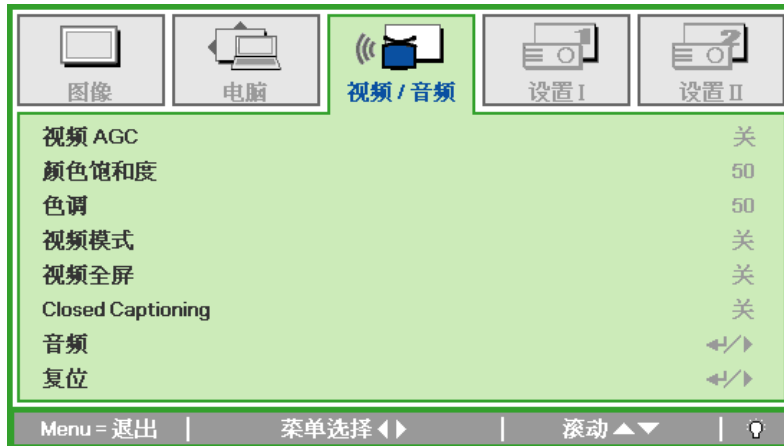 图像
电脑
视频 / 音频
设置 I
设置 II
视频 AGC 关
颜色饱和度 50
色调 50
视频模式 关
视频全屏 关
Closed Captioning 关
音频
复位
Menu = 退出 菜单选择 滚动